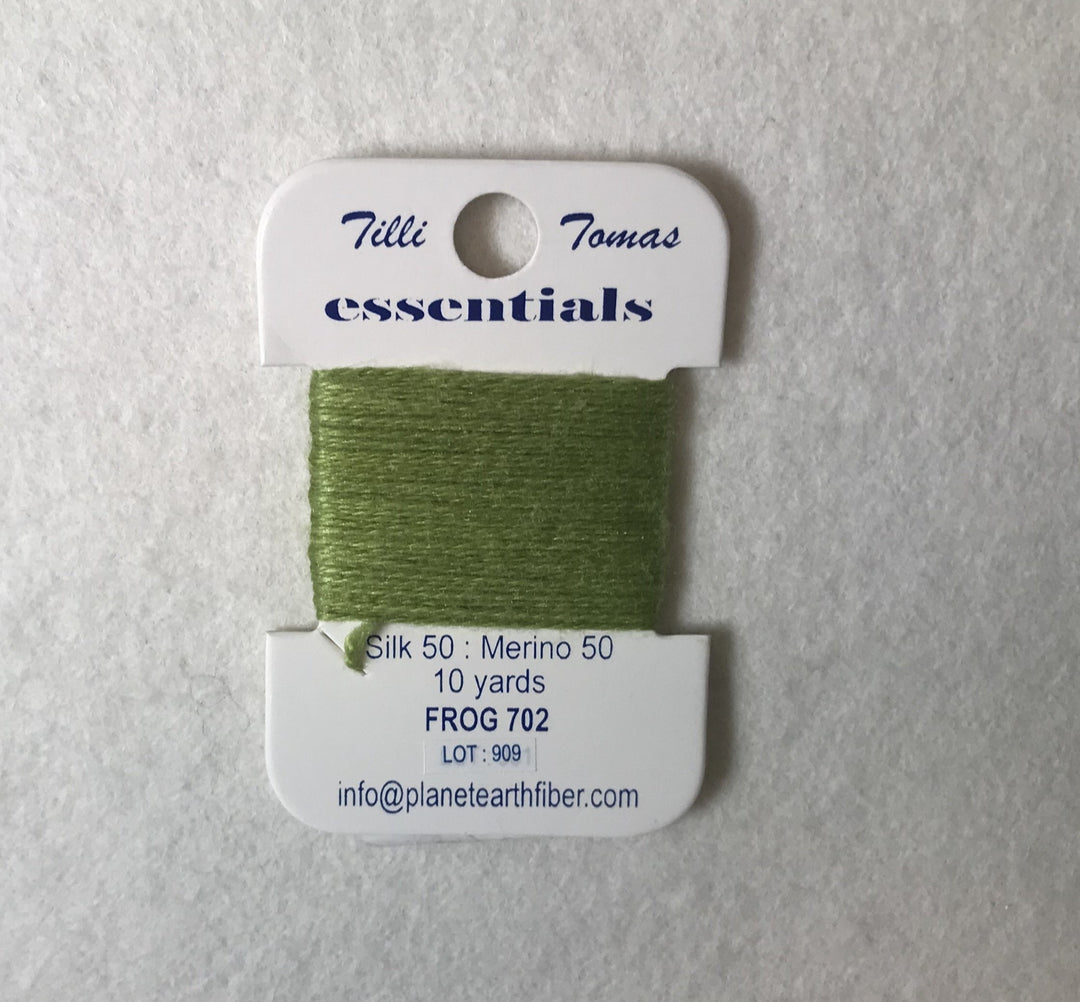 Tilli Tomas
essentials
Silk 50 : Merino 50
10 yards
FROG 702
LOT : 909
info@planetearthfiber.com